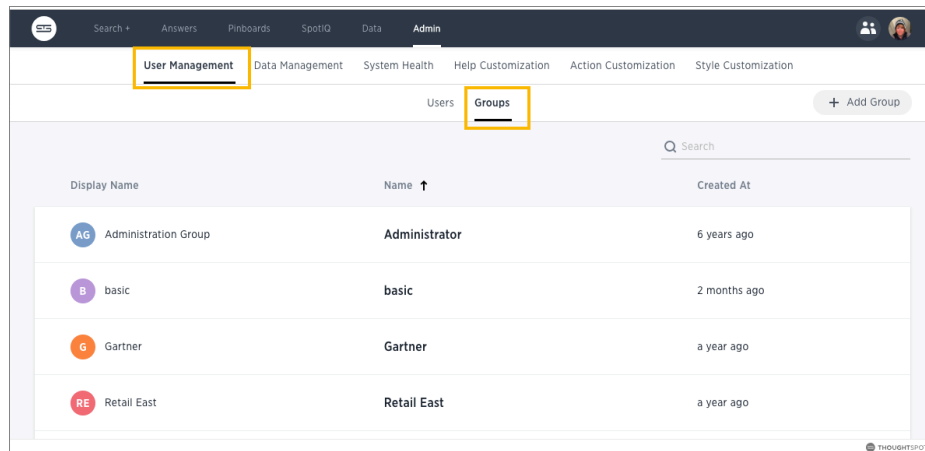 Search + Answers Pinboards SpotIQ Data Admin
User Management Data Management System Health Help Customization Action Customization Style Customization
Users Groups + Add Group
Search
Display Name Name ↑ Created At
AG Administration Group Administrator 6 years ago
B basic basic 2 months ago
G Gartner Gartner a year ago
RE Retail East Retail East a year ago
THOUGHTSPOT